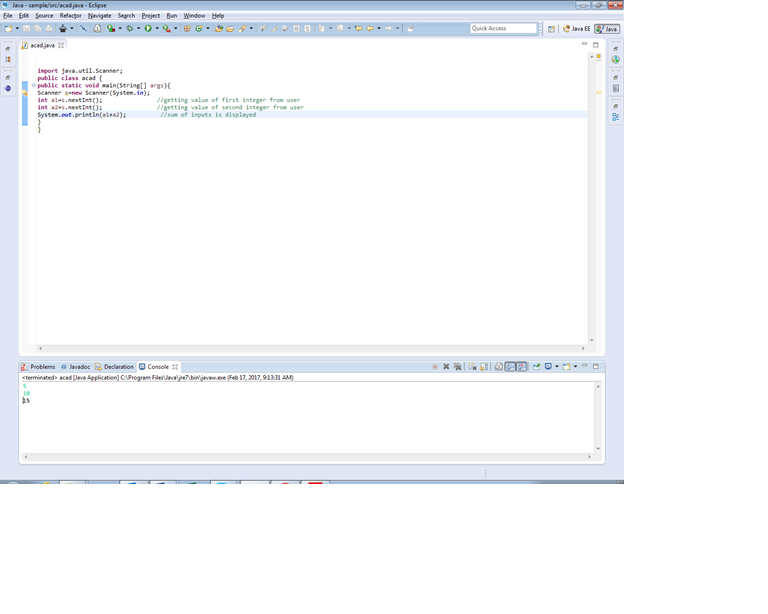 Java - sample/src/acad.java - Eclipse
File Edit Source Refactor Navigate Search Project Run Window Help
Quick Access Java EE Java
acad.java
import java.util.Scanner;
public class acad {
public static void main(String[] args){
Scanner s=new Scanner(System.in);
int a1=s.nextInt(); //getting value of first integer from user
int a2=s.nextInt(); //getting value of second integer from user
System.out.println(a1+a2); //sum of inputs is displayed
}
}
Problems @ Javadoc Declaration Console
<terminated> acad [Java Application] C:\Program Files\Java\jre7\bin\javaw.exe (Feb 17, 2017, 9:13:31 AM)
5
10
15